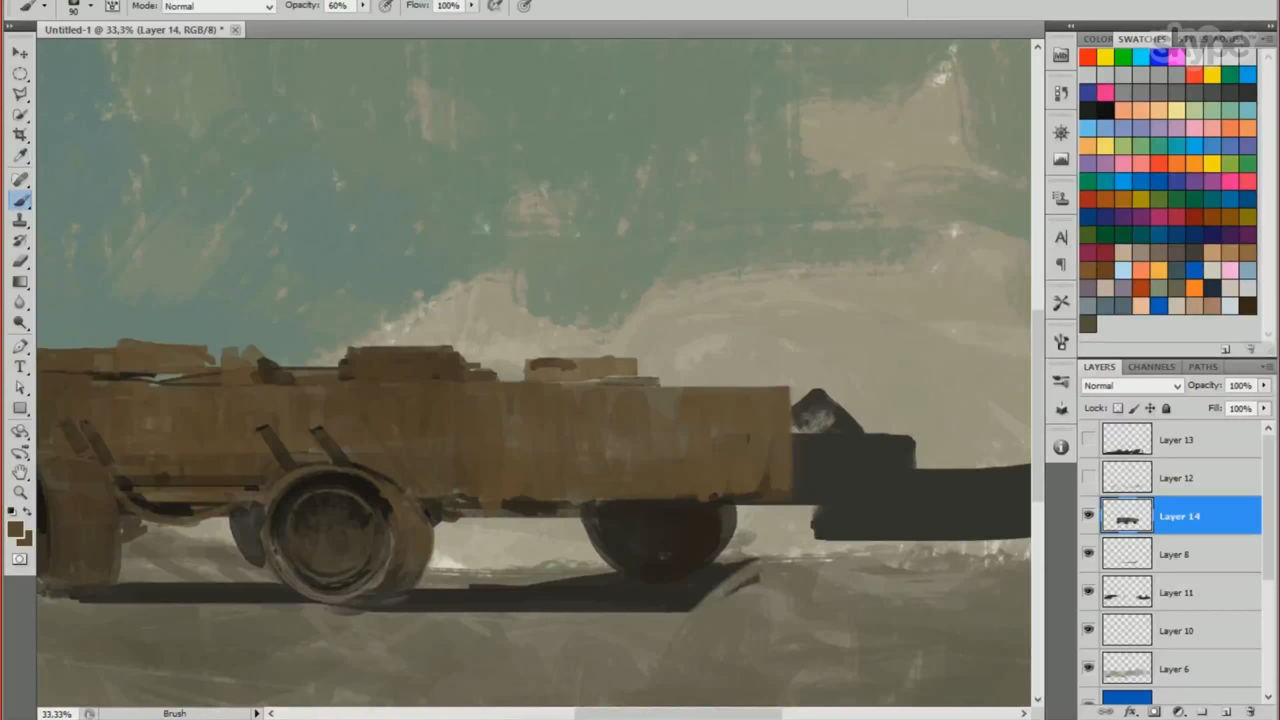 90 Mode: Normal Opacity: 60% Flow: 100%
Untitled-1 @ 33,3% (Layer 14, RGB/8) *
COLOR SWATCHES
skype
Mb
LAYERS CHANNELS PATHS
Normal Opacity: 100%
Lock: Fill: 100%
Layer 13
Layer 12
Layer 14
Layer 8
Layer 11
Layer 10
Layer 6
33,33% Brush